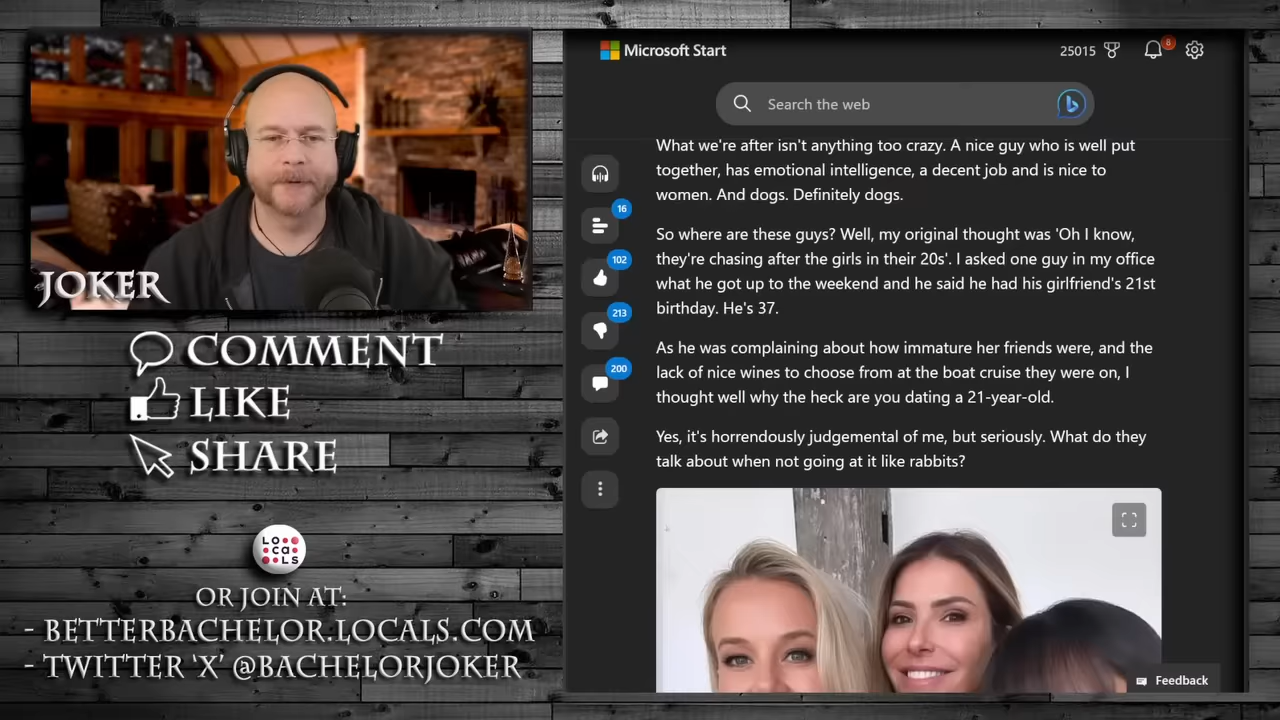 JOKER
COMMENT
LIKE
SHARE
LOCALS
OR JOIN AT:
- BETTERBACHELOR.LOCALS.COM
- TWITTER 'X' @BACHELORJOKER
Microsoft Start
25015
8
Search the web
16
102
213
200
What we're after isn't anything too crazy. A nice guy who is well put
together, has emotional intelligence, a decent job and is nice to
women. And dogs. Definitely dogs.
So where are these guys? Well, my original thought was 'Oh I know,
they're chasing after the girls in their 20s'. I asked one guy in my office
what he got up to the weekend and he said he had his girlfriend's 21st
birthday. He's 37.
As he was complaining about how immature her friends were, and the
lack of nice wines to choose from at the boat cruise they were on, I
thought well why the heck are you dating a 21-year-old.
Yes, it's horrendously judgemental of me, but seriously. What do they
talk about when not going at it like rabbits?
Feedback